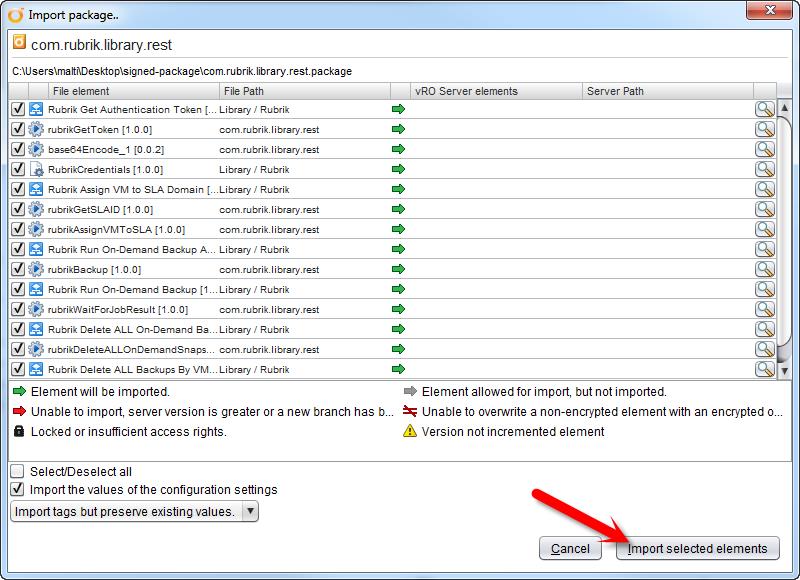 Import package..
com.rubrik.library.rest
C:\Users\malti\Desktop\signed-package\com.rubrik.library.rest.package
File element File Path vRO Server elements Server Path
Rubrik Get Authentication Token [... Library / Rubrik
rubrikGetToken [1.0.0] com.rubrik.library.rest
base64Encode_1 [0.0.2] com.rubrik.library.rest
RubrikCredentials [1.0.0] Library / Rubrik
Rubrik Assign VM to SLA Domain [... Library / Rubrik
rubrikGetSLAID [1.0.0] com.rubrik.library.rest
rubrikAssignVMToSLA [1.0.0] com.rubrik.library.rest
Rubrik Run On-Demand Backup A... Library / Rubrik
rubrikBackup [1.0.0] com.rubrik.library.rest
Rubrik Run On-Demand Backup [1... Library / Rubrik
rubrikWaitForJobResult [1.0.0] com.rubrik.library.rest
Rubrik Delete ALL On-Demand Ba... Library / Rubrik
rubrikDeleteALLOnDemandSnaps... com.rubrik.library.rest
Rubrik Delete ALL Backups By VM... Library / Rubrik
Element will be imported. Element allowed for import, but not imported.
Unable to import, server version is greater or a new branch has b... Unable to overwrite a non-encrypted element with an encrypted o...
Locked or insufficient access rights. Version not incremented element
Select/Deselect all
Import the values of the configuration settings
Import tags but preserve existing values.
Cancel Import selected elements